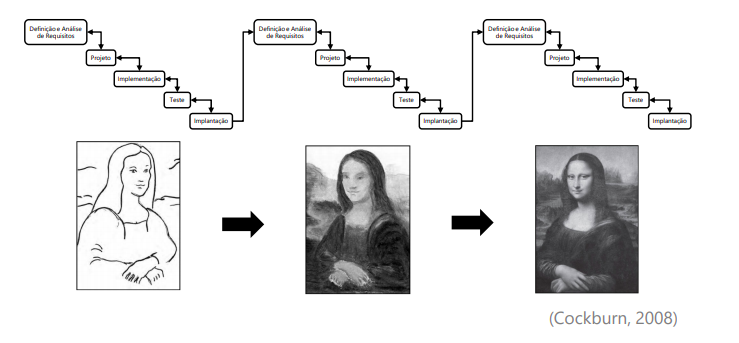 Definição e Análise
de Requisitos
Projeto
Implementação
Teste
Implantação
Definição e Análise
de Requisitos
Projeto
Implementação
Teste
Implantação
Definição e Análise
de Requisitos
Projeto
Implementação
Teste
Implantação
(Cockburn, 2008)